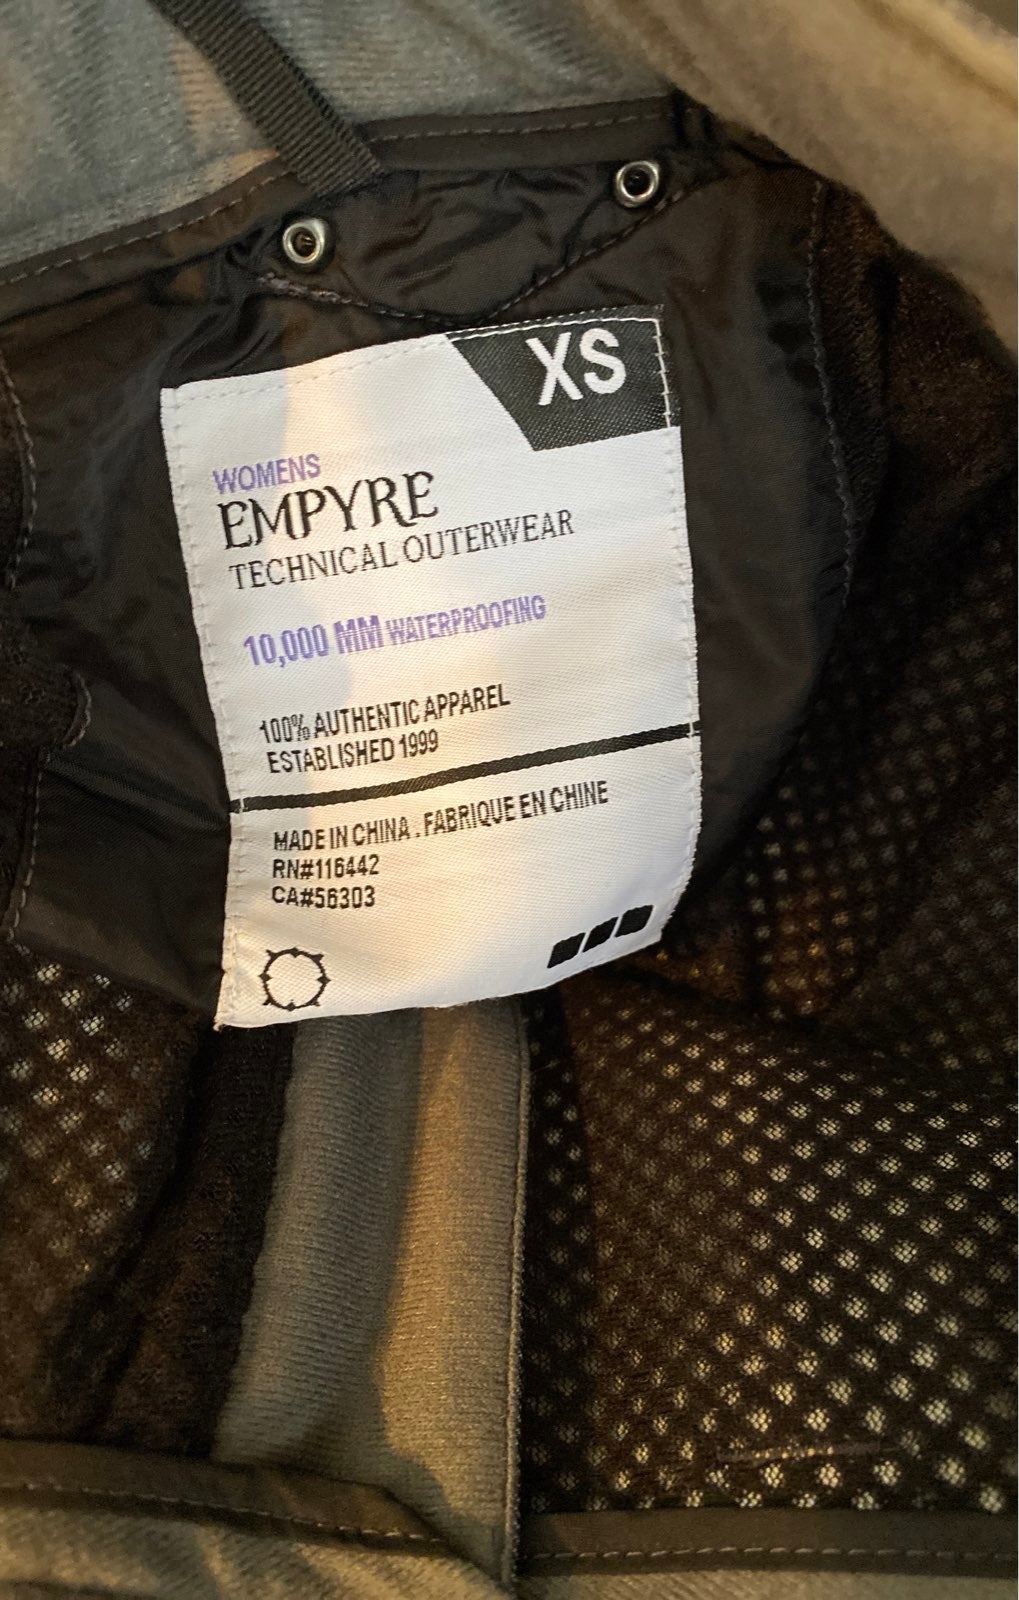 XS
WOMENS
EMPYRE
TECHNICAL OUTERWEAR
10,000 MM WATERPROOFING
100% AUTHENTIC APPAREL
ESTABLISHED 1999
MADE IN CHINA . FABRIQUE EN CHINE
RN#116442
CA#56303